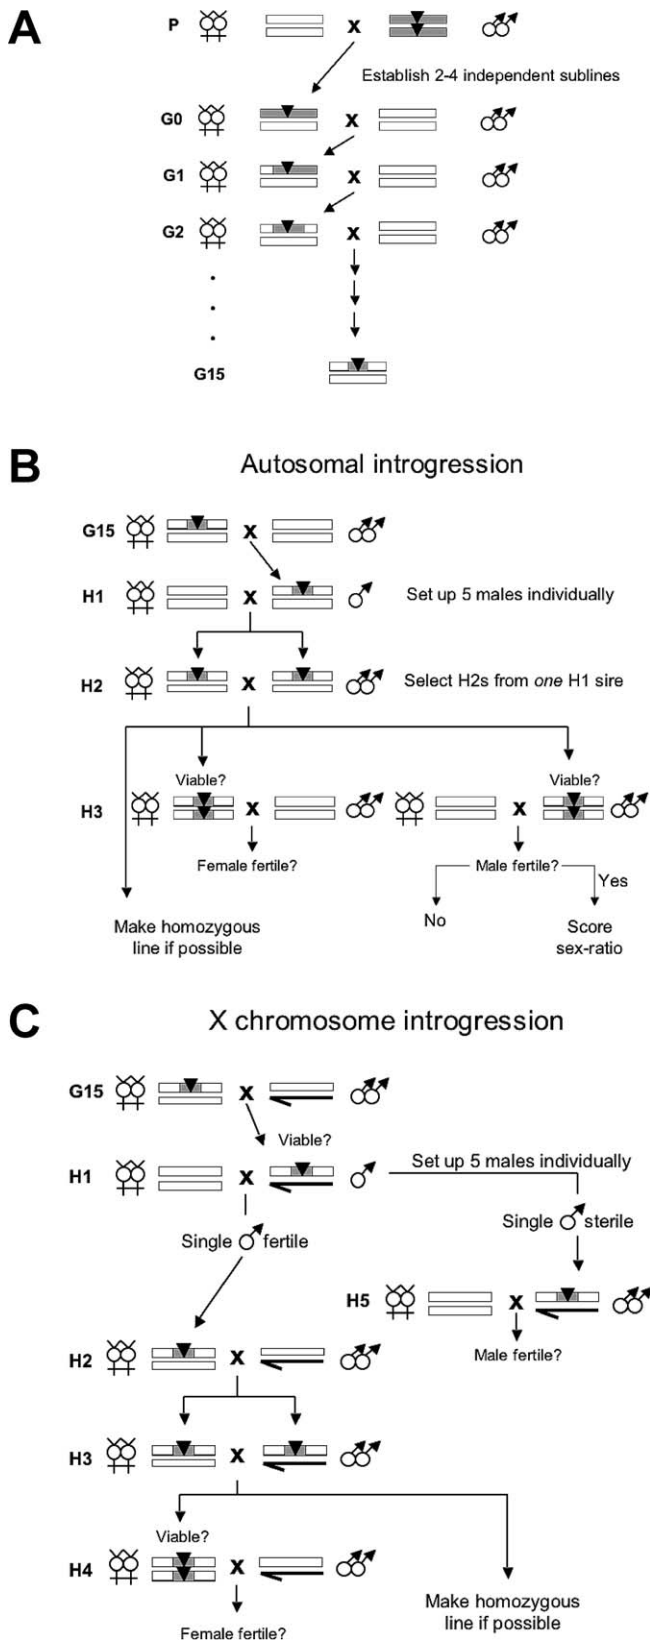 A
P
X
Establish 2-4 independent sublines
G0
X
G1
X
G2
X
G15
B
Autosomal introgression
G15
X
H1
X
Set up 5 males individually
H2
X
Select H2s from one H1 sire
Viable?
Viable?
H3
X
X
Female fertile?
Male fertile?
Yes
No
Make homozygous
line if possible
Score
sex-ratio
C
X chromosome introgression
G15
X
Viable?
H1
X
Set up 5 males individually
Single
fertile
Single
sterile
H5
X
Male fertile?
H2
X
H3
X
Viable?
H4
X
Female fertile?
Make homozygous
line if possible